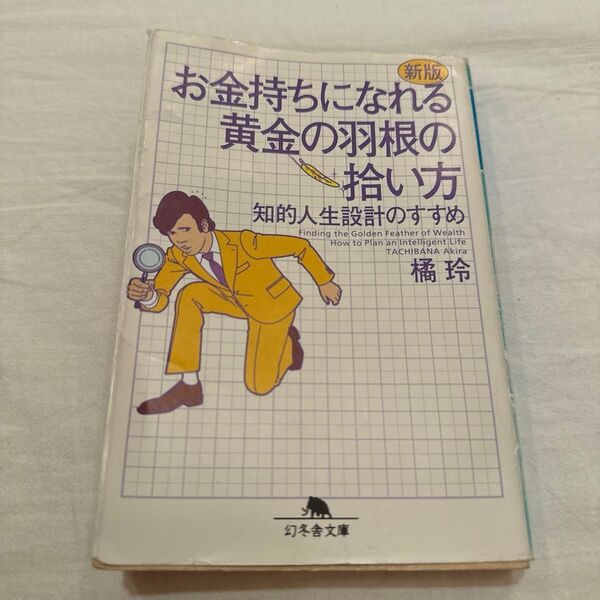 新版
お金持ちになれる
黄金の羽根の
拾い方
知的人生設計のすすめ
Finding the Golden Feather of Wealth
How to Plan an Intelligent Life
TACHIBANA Akira
橘 玲
幻冬舎文庫